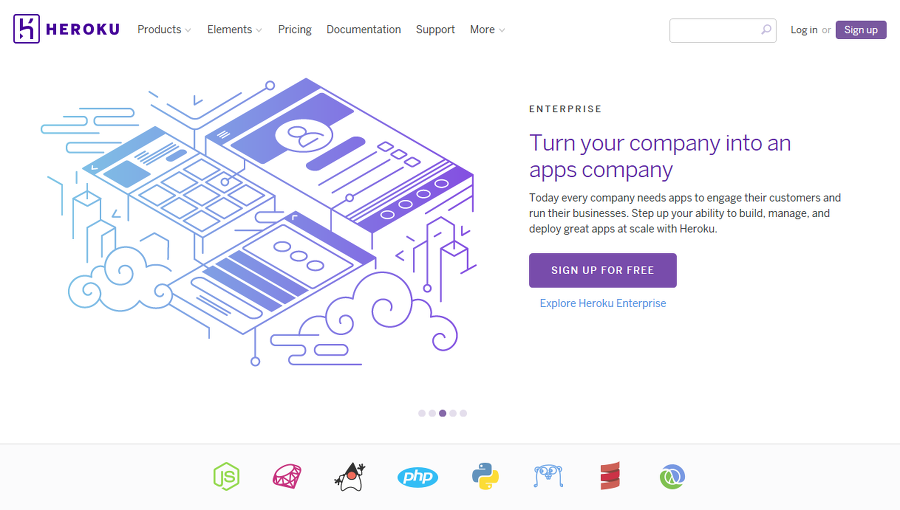 HEROKU
Products Elements Pricing Documentation Support More
Log in or Sign up
ENTERPRISE
Turn your company into an
apps company
Today every company needs apps to engage their customers and
run their businesses. Step up your ability to build, manage, and
deploy great apps at scale with Heroku.
SIGN UP FOR FREE
Explore Heroku Enterprise
JS
php